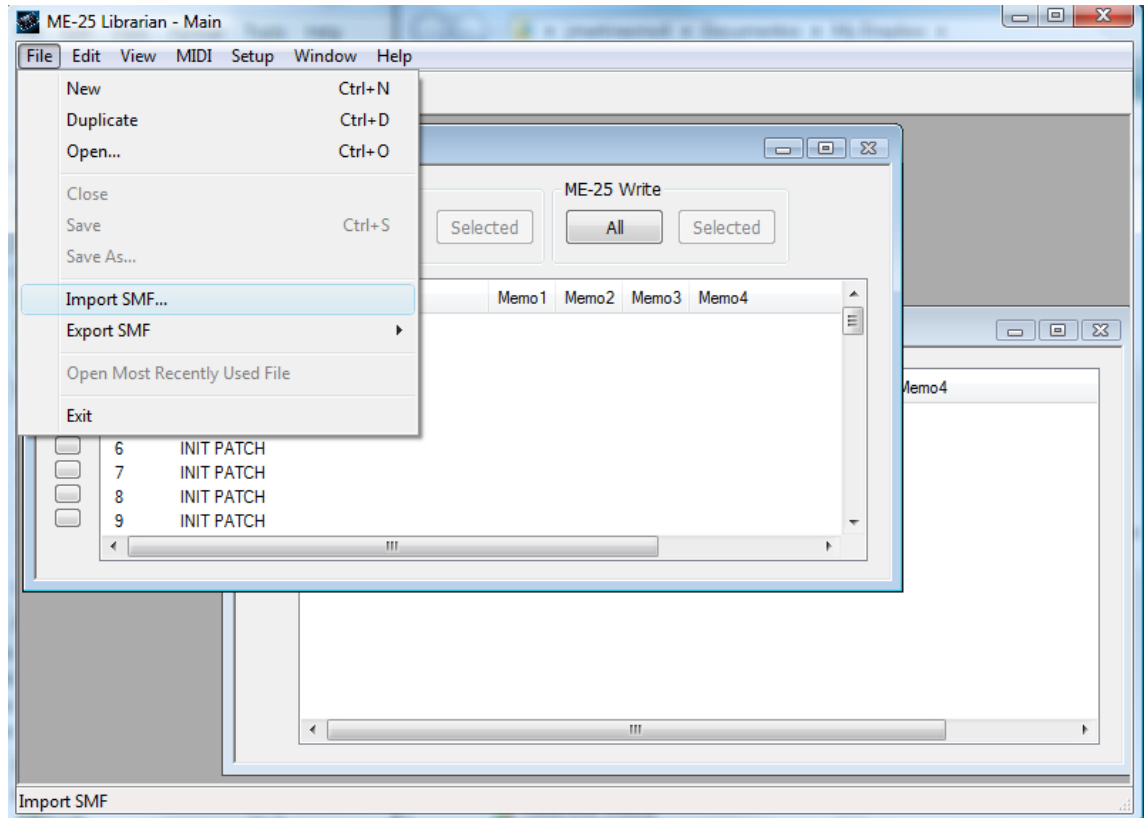 ME-25 Librarian - Main
File Edit View MIDI Setup Window Help
New Ctrl+N
Duplicate Ctrl+D
Open... Ctrl+O
Close
Save Ctrl+S
Save As...
Import SMF...
Export SMF
Open Most Recently Used File
Exit
ME-25 Write
Selected All Selected
Memo1 Memo2 Memo3 Memo4
6 INIT PATCH
7 INIT PATCH
8 INIT PATCH
9 INIT PATCH
Memo4
Import SMF